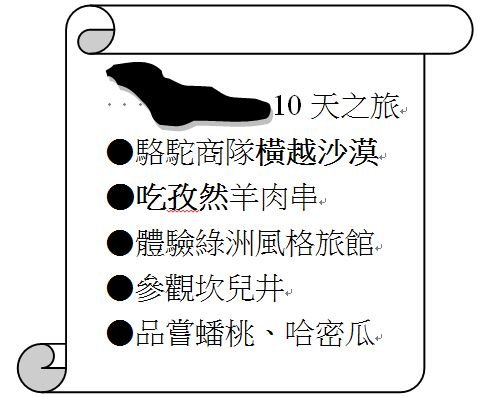 10 天之旅
●駱駝商隊橫越沙漠
●吃孜然羊肉串
●體驗綠洲風格旅館
●參觀坎兒井
●品嘗蟠桃、哈密瓜